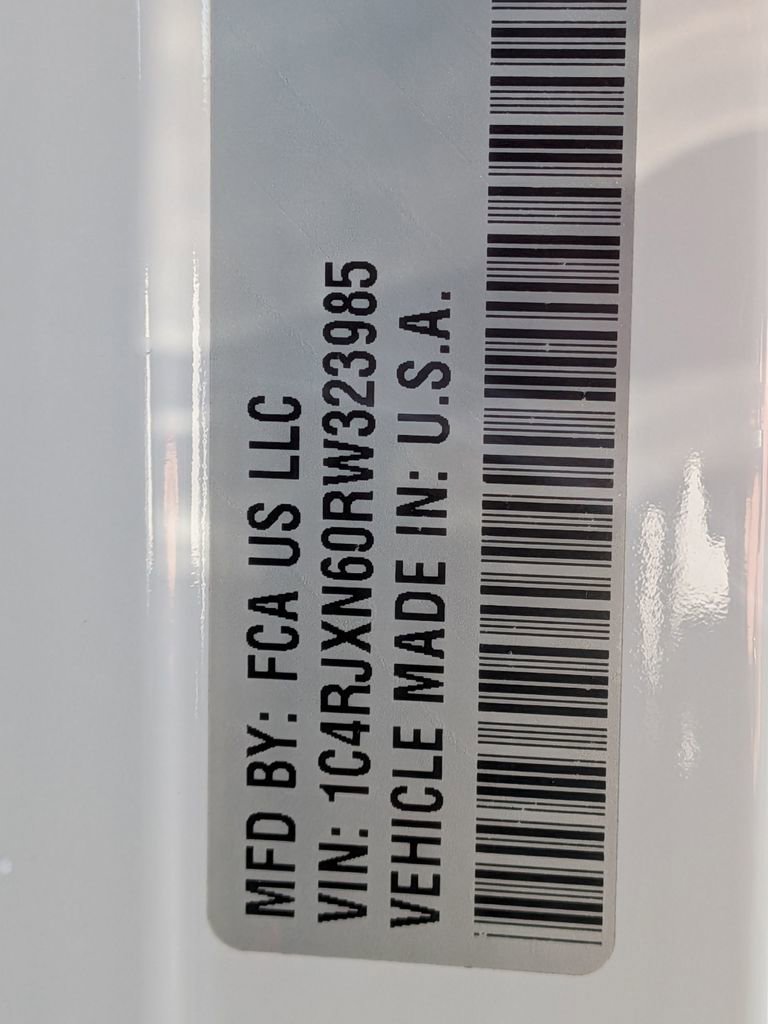 MFD BY: FCA US LLC
VIN: 1C4RJXN60RW323985
VEHICLE MADE IN: U.S.A.